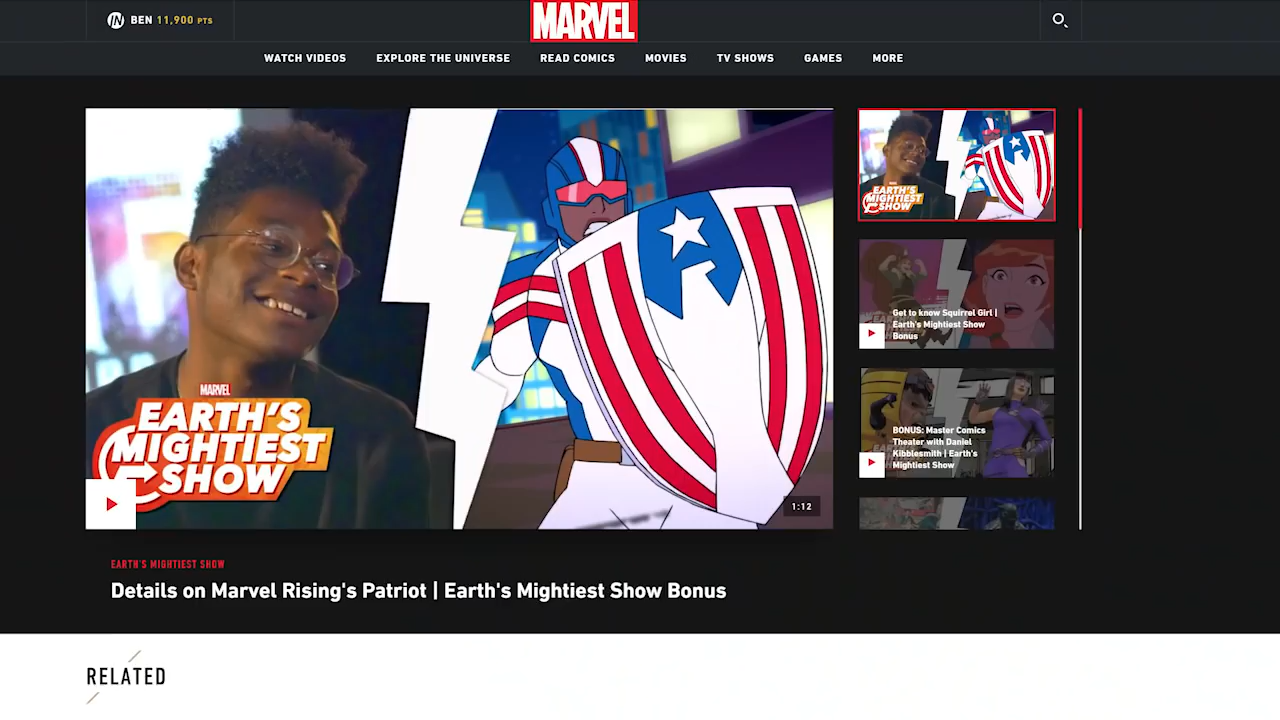 BEN 11,900 PTS
MARVEL
WATCH VIDEOS
EXPLORE THE UNIVERSE
READ COMICS
MOVIES
TV SHOWS
GAMES
MORE
MARVEL
EARTH'S
MIGHTIEST
SHOW
1:12
EARTH'S
MIGHTIEST
SHOW
Get to know Squirrel Girl |
Earth's Mightiest Show
Bonus
BONUS: Master Comics
Theater with Daniel
Kibblesmith | Earth's
Mightiest Show
EARTH'S MIGHTIEST SHOW
Details on Marvel Rising's Patriot | Earth's Mightiest Show Bonus
RELATED